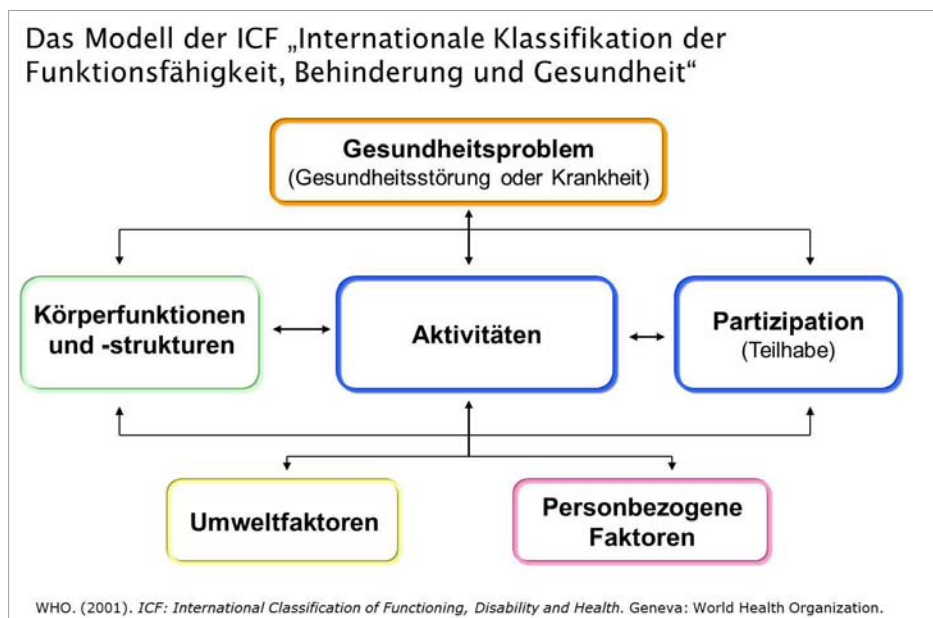 Das Modell der ICF „Internationale Klassifikation der
Funktionsfähigkeit, Behinderung und Gesundheit“
Gesundheitsproblem
(Gesundheitsstörung oder Krankheit)
Körperfunktionen
und -strukturen
Aktivitäten
Partizipation
(Teilhabe)
Umweltfaktoren
Personbezogene
Faktoren
WHO. (2001). ICF: International Classification of Functioning, Disability and Health. Geneva: World Health Organization.